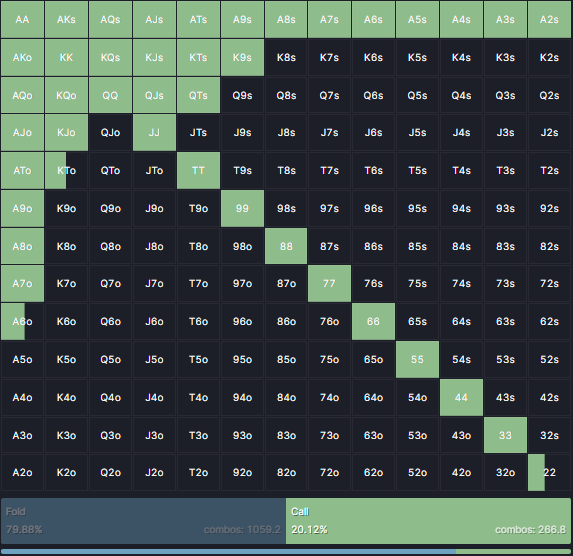 AA AKs AQs AJs ATs A9s A8s A7s A6s A5s A4s A3s A2s
AKo KK KQs KJs KTs K9s K8s K7s K6s K5s K4s K3s K2s
AQo KQo QQ QJs QTs Q9s Q8s Q7s Q6s Q5s Q4s Q3s Q2s
AJo KJo QJo JJ JTs J9s J8s J7s J6s J5s J4s J3s J2s
ATo KTo QTo JTo TT T9s T8s T7s T6s T5s T4s T3s T2s
A9o K9o Q9o J9o T9o 99 98s 97s 96s 95s 94s 93s 92s
A8o K8o Q8o J8o T8o 98o 88 87s 86s 85s 84s 83s 82s
A7o K7o Q7o J7o T7o 97o 87o 77 76s 75s 74s 73s 72s
A6o K6o Q6o J6o T6o 96o 86o 76o 66 65s 64s 63s 62s
A5o K5o Q5o J5o T5o 95o 85o 75o 65o 55 54s 53s 52s
A4o K4o Q4o J4o T4o 94o 84o 74o 64o 54o 44 43s 42s
A3o K3o Q3o J3o T3o 93o 83o 73o 63o 53o 43o 33 32s
A2o K2o Q2o J2o T2o 92o 82o 72o 62o 52o 42o 32o 22
Fold Call
79.88% combos: 1059.2 20.12% combos: 266.8